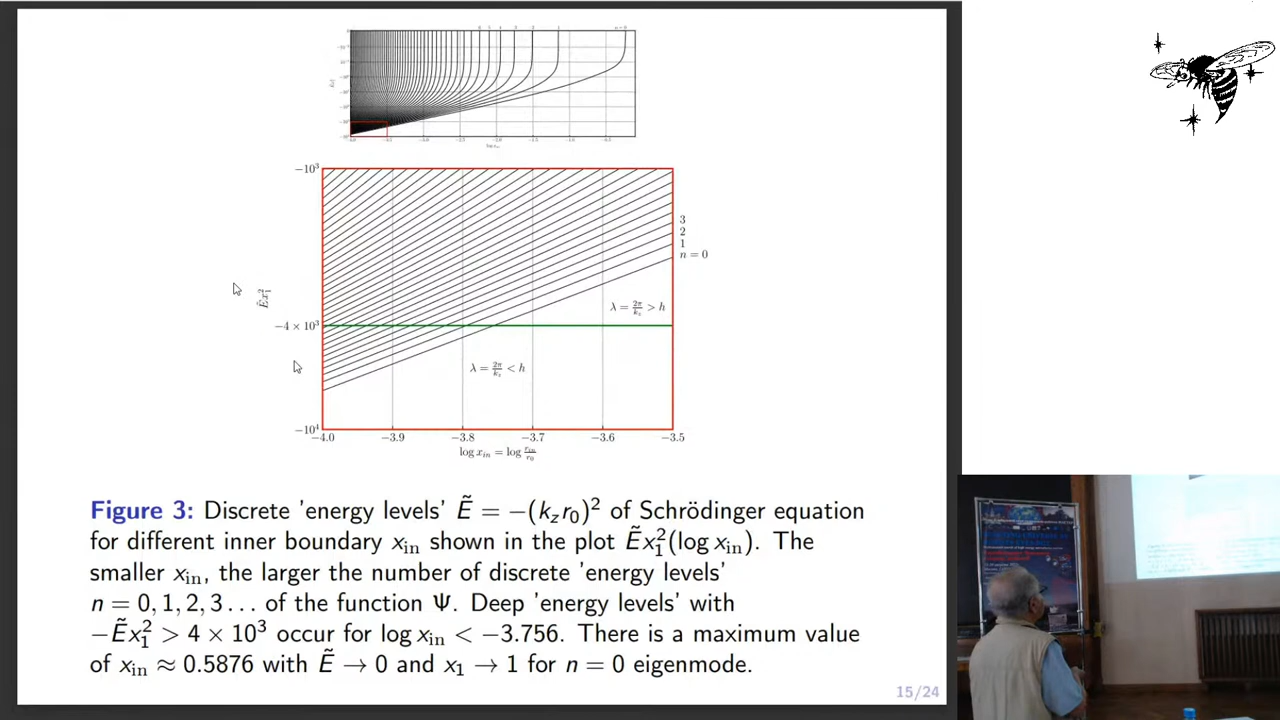 −10³
3
2
1
n = 0
λ = 2π/k_z > h
Ẽx₁²
−4 × 10³
λ = 2π/k_z < h
−10⁴
−4.0 −3.9 −3.8 −3.7 −3.6 −3.5
log x_in = log r_in/r_0
Figure 3: Discrete 'energy levels' Ẽ = −(k_z r_0)² of Schrödinger equation
for different inner boundary x_in shown in the plot Ẽx₁²(log x_in). The
smaller x_in, the larger the number of discrete 'energy levels'
n = 0, 1, 2, 3 . . . of the function Ψ. Deep 'energy levels' with
−Ẽx₁² > 4 × 10³ occur for log x_in < −3.756. There is a maximum value
of x_in ≈ 0.5876 with Ẽ → 0 and x₁ → 1 for n = 0 eigenmode.
15/24